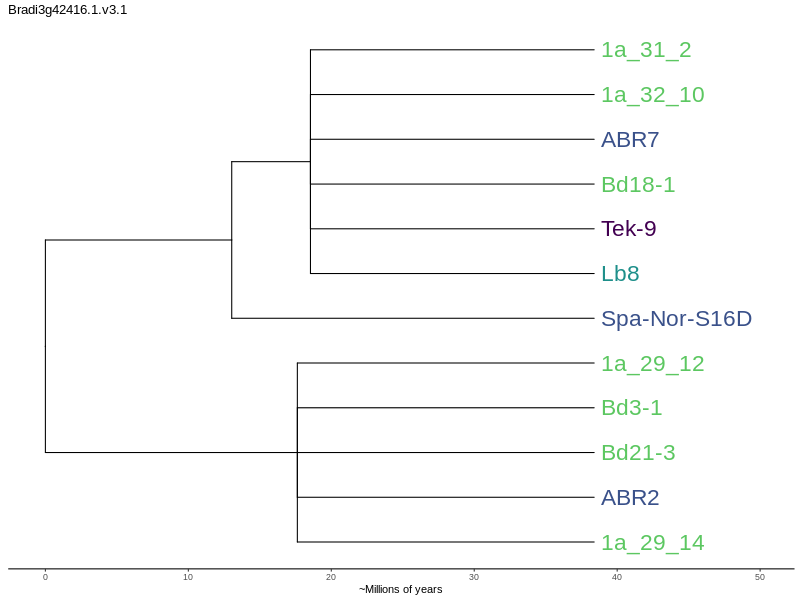 Bradi3g42416.1.v3.1
1a_31_2
1a_32_10
ABR7
Bd18-1
Tek-9
Lb8
Spa-Nor-S16D
1a_29_12
Bd3-1
Bd21-3
ABR2
1a_29_14
0 10 20 30 40 50
~Millions of years